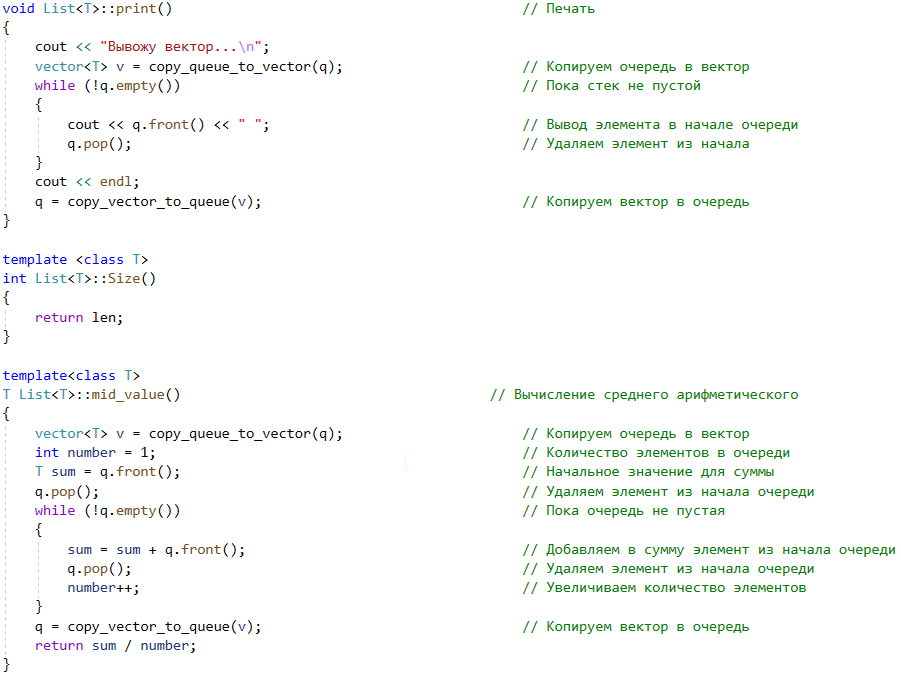 void List<T>::print() // Печать
{
cout << "Вывожу вектор...\n";
vector<T> v = copy_queue_to_vector(q); // Копируем очередь в вектор
while (!q.empty()) // Пока стек не пустой
{
cout << q.front() << " "; // Вывод элемента в начале очереди
q.pop(); // Удаляем элемент из начала
}
cout << endl;
q = copy_vector_to_queue(v); // Копируем вектор в очередь
}
template <class T>
int List<T>::Size()
{
return len;
}
template<class T>
T List<T>::mid_value() // Вычисление среднего арифметического
{
vector<T> v = copy_queue_to_vector(q); // Копируем очередь в вектор
int number = 1; // Количество элементов в очереди
T sum = q.front(); // Начальное значение для суммы
q.pop(); // Удаляем элемент из начала очереди
while (!q.empty()) // Пока очередь не пустая
{
sum = sum + q.front(); // Добавляем в сумму элемент из начала очереди
q.pop(); // Удаляем элемент из начала очереди
number++; // Увеличиваем количество элементов
}
q = copy_vector_to_queue(v); // Копируем вектор в очередь
return sum / number;
}